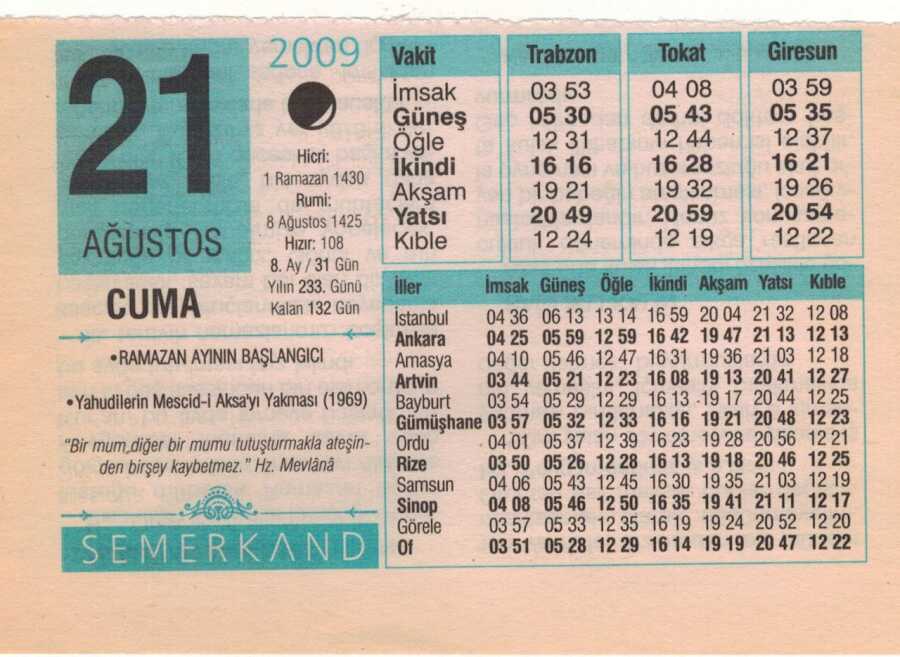 21
AĞUSTOS
CUMA
2009
Hicri:
1 Ramazan 1430
Rumi:
8 Ağustos 1425
Hızır: 108
8. Ay / 31 Gün
Yılın 233. Günü
Kalan 132 Gün
•RAMAZAN AYININ BAŞLANGICI
•Yahudilerin Mescid-i Aksa'yı Yakması (1969)
"Bir mum,diğer bir mumu tutuşturmakla ateşin-
den birşey kaybetmez." Hz. Mevlânâ
SEMERKAND
Vakit Trabzon Tokat Giresun
İmsak 03 53 04 08 03 59
Güneş 05 30 05 43 05 35
Öğle 12 31 12 44 12 37
İkindi 16 16 16 28 16 21
Akşam 19 21 19 32 19 26
Yatsı 20 49 20 59 20 54
Kıble 12 24 12 19 12 22
İller İmsak Güneş Öğle İkindi Akşam Yatsı Kıble
İstanbul 04 36 06 13 13 14 16 59 20 04 21 32 12 08
Ankara 04 25 05 59 12 59 16 42 19 47 21 13 12 13
Amasya 04 10 05 46 12 47 16 31 19 36 21 03 12 18
Artvin 03 44 05 21 12 23 16 08 19 13 20 41 12 27
Bayburt 03 54 05 29 12 29 16 13 19 17 20 44 12 25
Gümüşhane 03 57 05 32 12 33 16 16 19 21 20 48 12 23
Ordu 04 01 05 37 12 39 16 23 19 28 20 56 12 21
Rize 03 50 05 26 12 28 16 13 19 18 20 46 12 25
Samsun 04 06 05 43 12 45 16 30 19 35 21 03 12 19
Sinop 04 08 05 46 12 50 16 35 19 41 21 11 12 17
Görele 03 57 05 33 12 35 16 19 19 24 20 52 12 20
Of 03 51 05 28 12 29 16 14 19 19 20 47 12 22